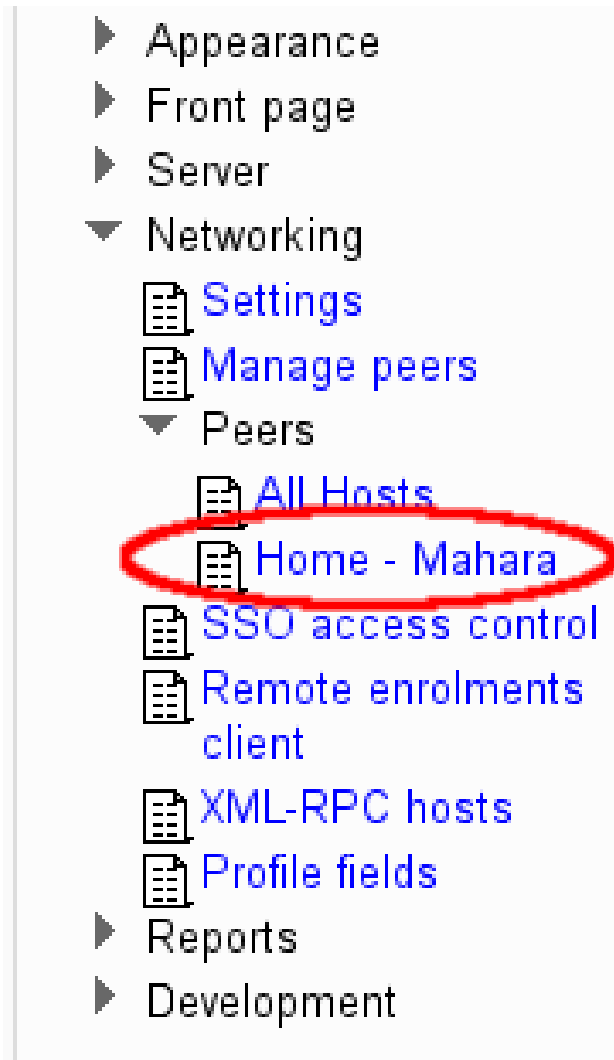 Appearance
Front page
Server
Networking
Settings
Manage peers
Peers
All Hosts
Home - Mahara
SSO access control
Remote enrolments
client
XML-RPC hosts
Profile fields
Reports
Development